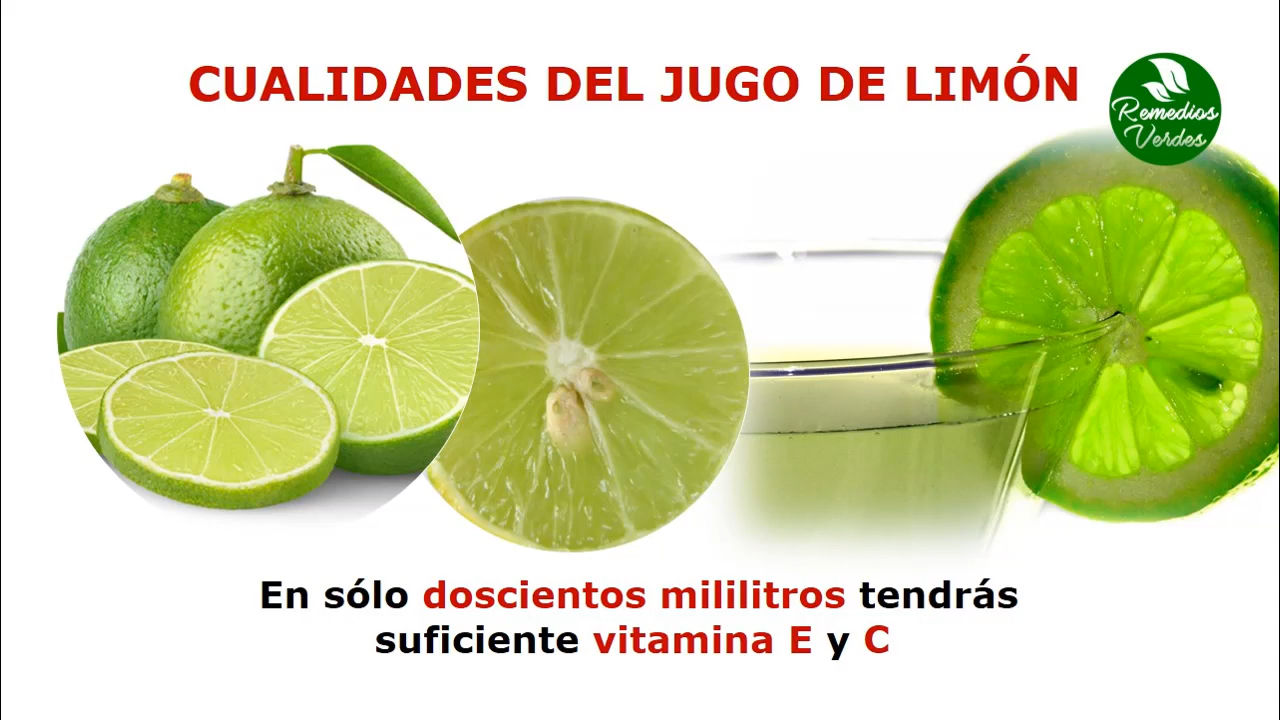 CUALIDADES DEL JUGO DE LIMÓN
Remedios
Verdes
En sólo doscientos mililitros tendrás
suficiente vitamina E y C